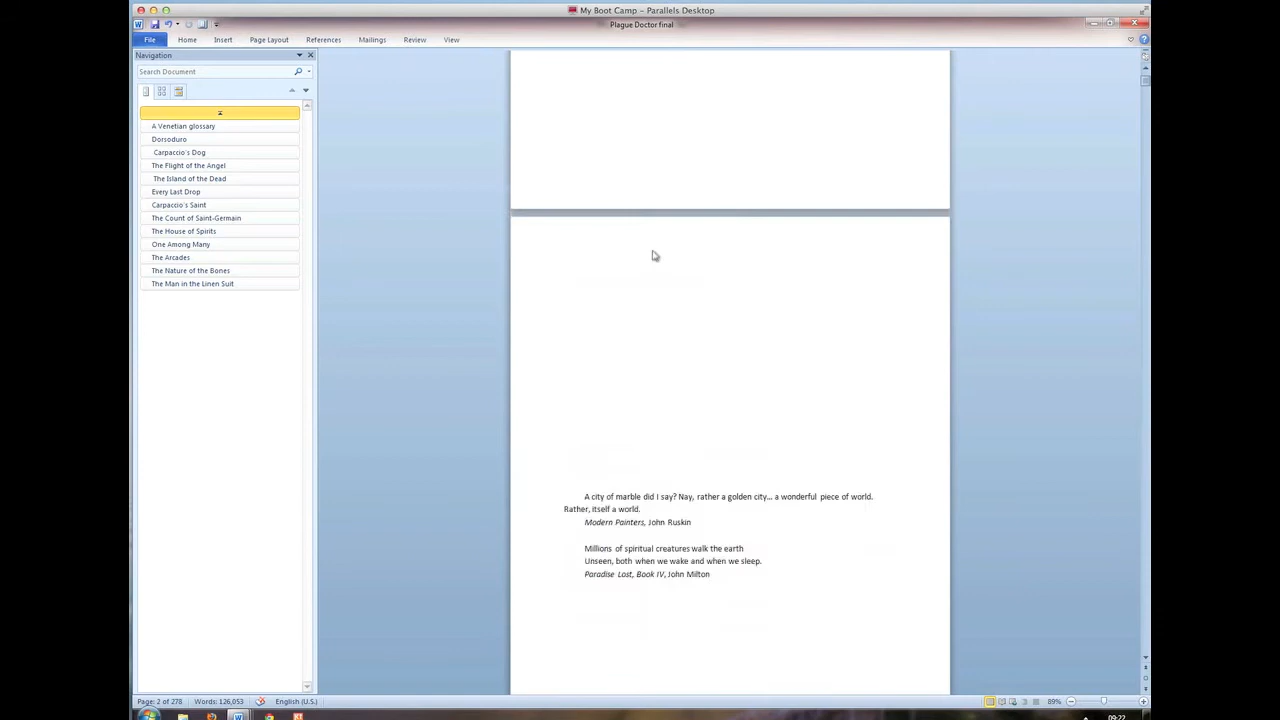 My Boot Camp - Parallels Desktop
Plague Doctor final
File Home Insert Page Layout References Mailings Review View
Navigation
Search Document
A Venetian glossary
Dorsoduro
Carpaccio's Dog
The Flight of the Angel
The Island of the Dead
Every Last Drop
Carpaccio's Saint
The Count of Saint-Germain
The House of Spirits
One Among Many
The Arcades
The Nature of the Bones
The Man in the Linen Suit
A city of marble did I say? Nay, rather a golden city... a wonderful piece of world.
Rather, itself a world.
Modern Painters, John Ruskin
Millions of spiritual creatures walk the earth
Unseen, both when we wake and when we sleep.
Paradise Lost, Book IV, John Milton
Page: 2 of 278 Words: 126,053 English (U.S.) 89%
09:22